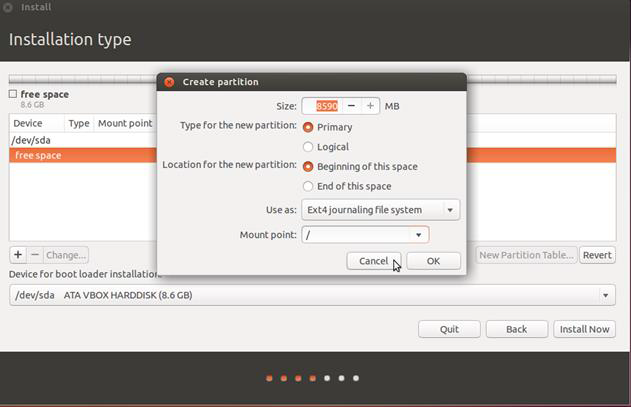 Install
Installation type
Create partition
Size: 8590 − + MB
Type for the new partition: Primary
Logical
Location for the new partition: Beginning of this space
End of this space
Use as: Ext4 journaling file system
Mount point: /
Cancel OK
free space
8.6 GB
Device Type Mount point
/dev/sda
free space
+ − Change... New Partition Table... Revert
Device for boot loader installation:
/dev/sda ATA VBOX HARDDISK (8.6 GB)
Quit Back Install Now